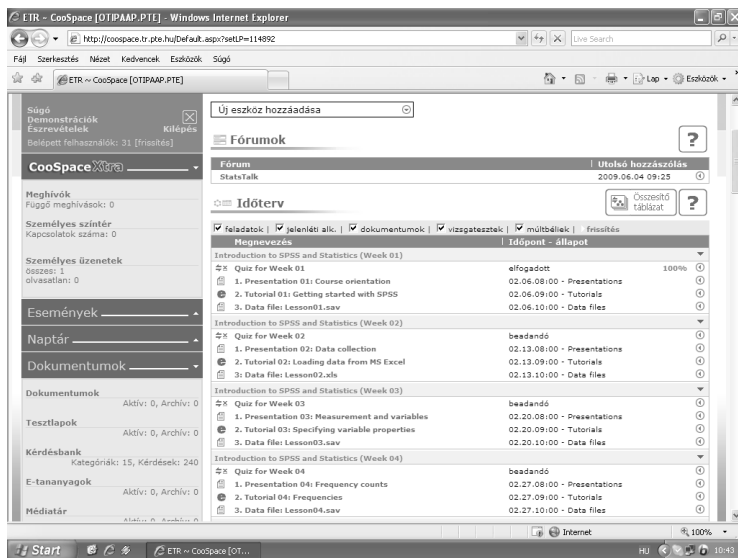 ETR ~ CooSpace [OTIPAAP.PTE] - Windows Internet Explorer
http://coospace.tr.pte.hu/Default.aspx?setLP=114892
Live Search
Fájl Szerkesztés Nézet Kedvencek Eszközök Súgó
ETR ~ CooSpace [OTIPAAP.PTE]
Lap Eszközök
Súgó
Demonstrációk
Észrevételek Kilépés
Belépett felhasználók: 31 [frissítés]
CooSpace Xtra
Meghívók
Függő meghívások: 0
Személyes színtér
Kapcsolatok száma: 0
Személyes üzenetek
összes: 1
olvasatlan: 0
Események
Naptár
Dokumentumok
Dokumentumok
Aktív: 0, Archív: 0
Tesztlapok
Aktív: 0, Archív: 0
Kérdésbank
Kategóriák: 15, Kérdések: 240
E-tananyagok
Aktív: 0, Archív: 0
Médiatár
Aktív: 0, Archív: 0
Új eszköz hozzáadása
Fórumok
?
Fórum | Utolsó hozzászólás
StatsTalk 2009.06.04 09:25
Időterv
Összesítő
táblázat
?
feladatok | jelenléti alk. | dokumentumok | vizsgatesztek | múltbéliek | frissítés
Megnevezés | Időpont - állapot
Introduction to SPSS and Statistics (Week 01)
Quiz for Week 01 elfogadott 100%
1. Presentation 01: Course orientation 02.06.08:00 - Presentations
2. Tutorial 01: Getting started with SPSS 02.06.09:00 - Tutorials
3. Data file: Lesson01.sav 02.06.10:00 - Data files
Introduction to SPSS and Statistics (Week 02)
Quiz for Week 02 beadandó
1. Presentation 02: Data collection 02.13.08:00 - Presentations
2. Tutorial 02: Loading data from MS Excel 02.13.09:00 - Tutorials
3: Data file: Lesson02.xls 02.13.10:00 - Data files
Introduction to SPSS and Statistics (Week 03)
Quiz for Week 03 beadandó
1. Presentation 03: Measurement and variables 02.20.08:00 - Presentations
2. Tutorial 03: Specifying variable properties 02.20.09:00 - Tutorials
3. Data file: Lesson03.sav 02.20.10:00 - Data files
Introduction to SPSS and Statistics (Week 04)
Quiz for Week 04 beadandó
1. Presentation 04: Frequency counts 02.27.08:00 - Presentations
2. Tutorial 04: Frequencies 02.27.09:00 - Tutorials
3. Data file: Lesson04.sav 02.27.10:00 - Data files
Internet 100%
Start ETR ~ CooSpace [OT... HU 10:43